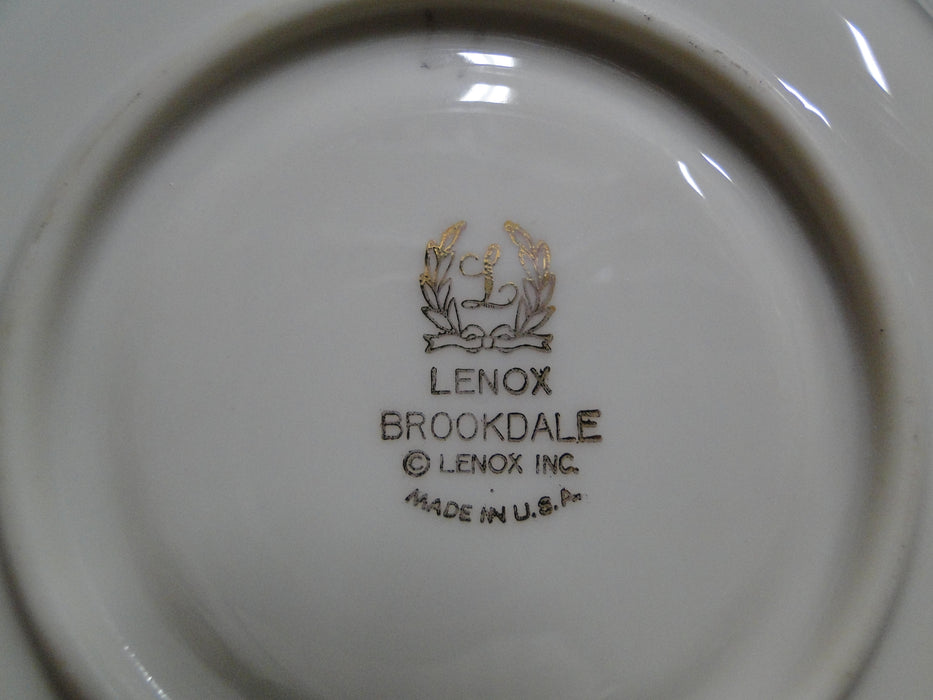 L
LENOX
BROOKDALE
© LENOX INC.
MADE IN U.S.A.